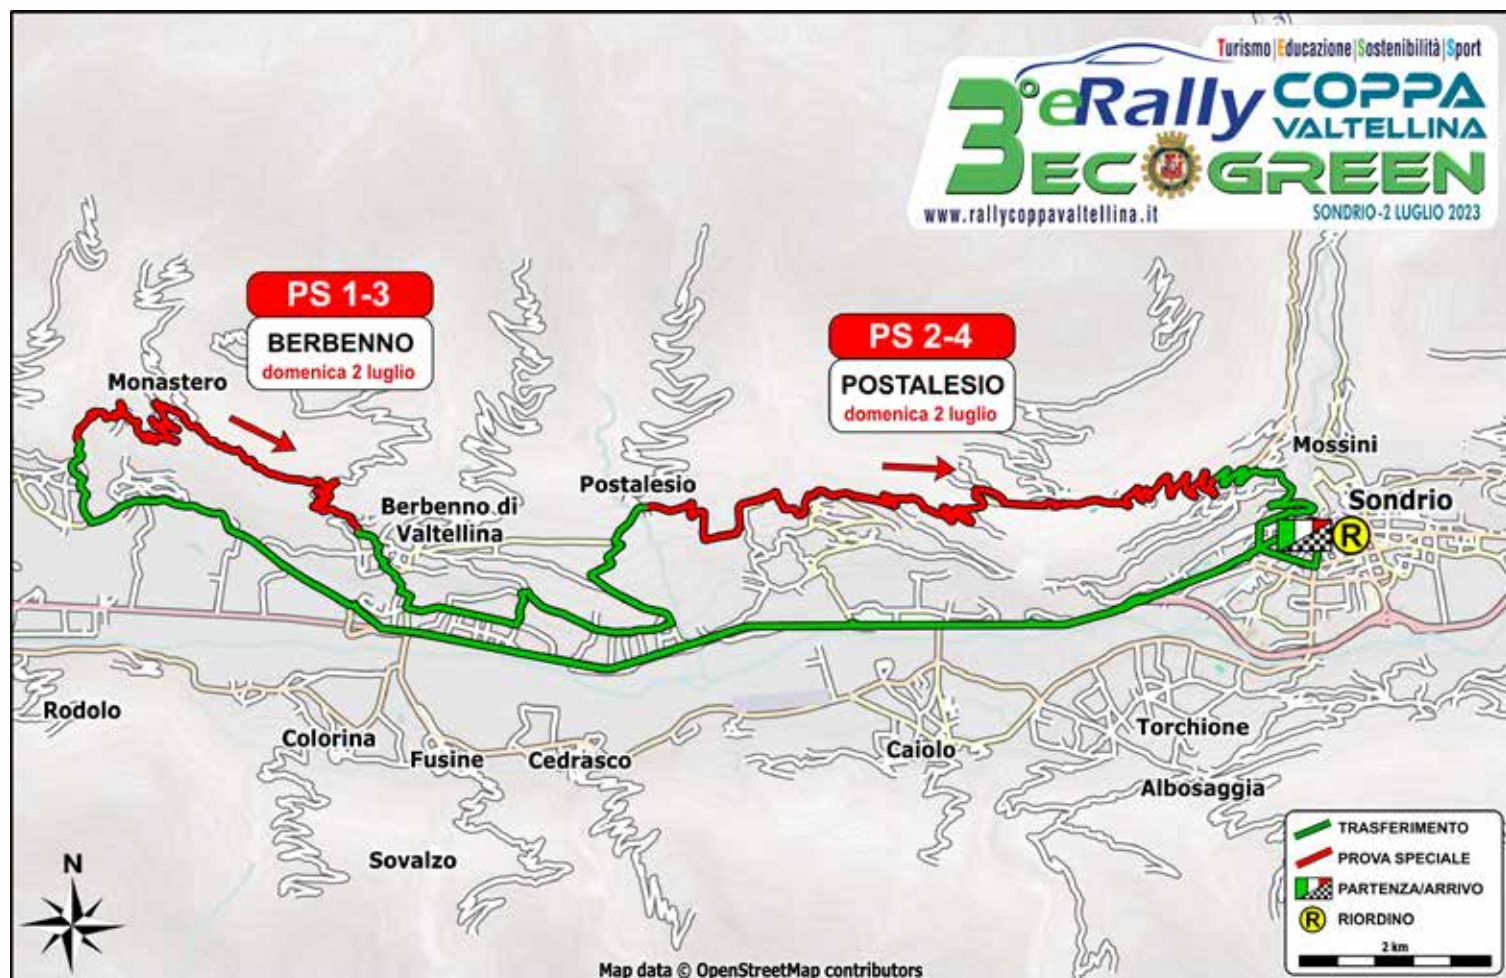 Turismo|Educazione|Sostenibilità|Sport
3°eRally COPPA
VALTELLINA
ECOGREEN
www.rallycoppavaltellina.it
SONDRIO-2 LUGLIO 2023
PS 1-3
BERBENNO
domenica 2 luglio
PS 2-4
POSTALESIO
domenica 2 luglio
Monastero
Mossini
Postalesio
Sondrio
Berbenno di
Valtellina
R
Rodolo
Colorina
Fusine
Cedrasco
Caiolo
Torchione
Albosaggia
Sovalzo
N
TRASFERIMENTO
PROVA SPECIALE
PARTENZA/ARRIVO
R RIORDINO
2 km
Map data © OpenStreetMap contributors